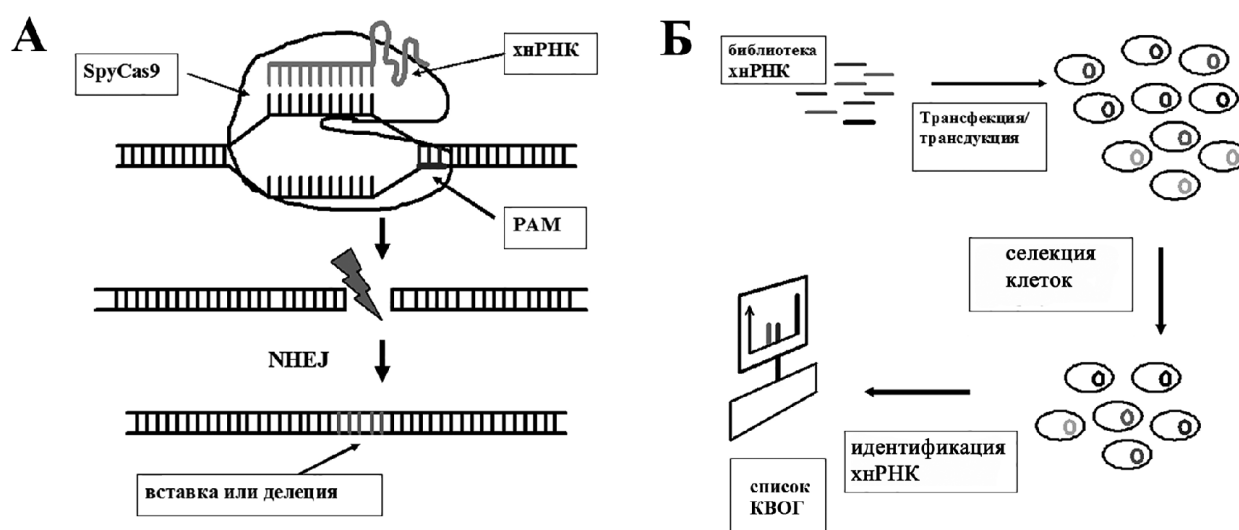 А
SpyCas9
хнРНК
PAM
NHEJ
вставка или делеция
Б
библиотека
хнРНК
Трансфекция/
трансдукция
селекция
клеток
идентификация
хнРНК
список
КВОГ